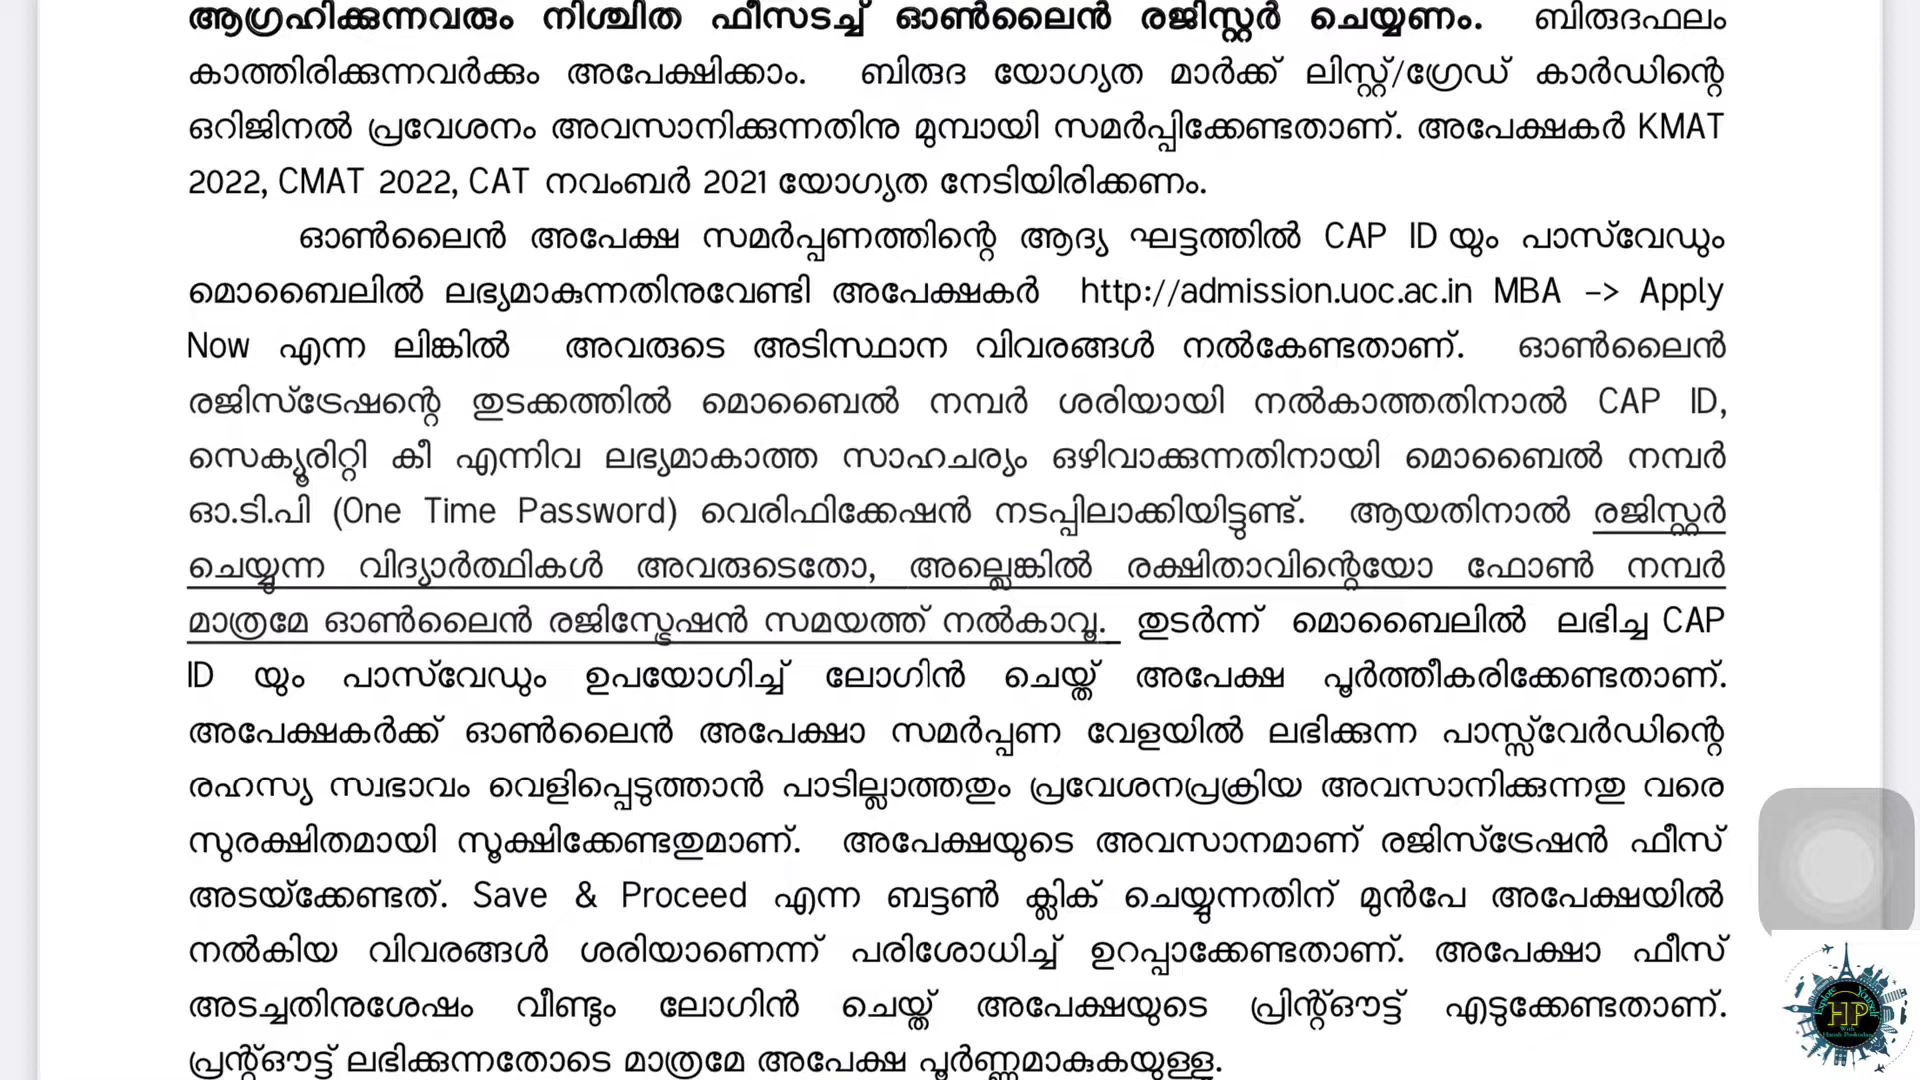 ആഗ്രഹിക്കുന്നവരും നിശ്ചിത ഫീസടച്ച് ഓൺലൈൻ രജിസ്റ്റർ ചെയ്യണം. ബിരുദഫലം
കാത്തിരിക്കുന്നവർക്കും അപേക്ഷിക്കാം. ബിരുദ യോഗ്യത മാർക്ക് ലിസ്റ്റ്/ഗ്രേഡ് കാർഡിന്റെ
ഒറിജിനൽ പ്രവേശനം അവസാനിക്കുന്നതിനു മുമ്പായി സമർപ്പിക്കേണ്ടതാണ്. അപേക്ഷകർ KMAT
2022, CMAT 2022, CAT നവംബർ 2021 യോഗ്യത നേടിയിരിക്കണം.
ഓൺലൈൻ അപേക്ഷ സമർപ്പണത്തിന്റെ ആദ്യ ഘട്ടത്തിൽ CAP ID യും പാസ്‌വേഡും
മൊബൈലിൽ ലഭ്യമാകുന്നതിനുവേണ്ടി അപേക്ഷകർ http://admission.uoc.ac.in MBA –> Apply
Now എന്ന ലിങ്കിൽ അവരുടെ അടിസ്ഥാന വിവരങ്ങൾ നൽകേണ്ടതാണ്. ഓൺലൈൻ
രജിസ്ട്രേഷന്റെ തുടക്കത്തിൽ മൊബൈൽ നമ്പർ ശരിയായി നൽകാത്തതിനാൽ CAP ID,
സെക്യൂരിറ്റി കീ എന്നിവ ലഭ്യമാകാത്ത സാഹചര്യം ഒഴിവാക്കുന്നതിനായി മൊബൈൽ നമ്പർ
ഓ.ടി.പി (One Time Password) വെരിഫിക്കേഷൻ നടപ്പിലാക്കിയിട്ടുണ്ട്. ആയതിനാൽ രജിസ്റ്റർ
ചെയ്യുന്ന വിദ്യാർത്ഥികൾ അവരുടെതോ, അല്ലെങ്കിൽ രക്ഷിതാവിന്റെയോ ഫോൺ നമ്പർ
മാത്രമേ ഓൺലൈൻ രജിസ്ട്രേഷൻ സമയത്ത് നൽകാവൂ. തുടർന്ന് മൊബൈലിൽ ലഭിച്ച CAP
ID യും പാസ്‌വേഡും ഉപയോഗിച്ച് ലോഗിൻ ചെയ്ത് അപേക്ഷ പൂർത്തീകരിക്കേണ്ടതാണ്.
അപേക്ഷകർക്ക് ഓൺലൈൻ അപേക്ഷാ സമർപ്പണ വേളയിൽ ലഭിക്കുന്ന പാസ്സ്‌വേർഡിന്റെ
രഹസ്യ സ്വഭാവം വെളിപ്പെടുത്താൻ പാടില്ലാത്തതും പ്രവേശനപ്രക്രിയ അവസാനിക്കുന്നതു വരെ
സുരക്ഷിതമായി സൂക്ഷിക്കേണ്ടതുമാണ്. അപേക്ഷയുടെ അവസാനമാണ് രജിസ്ട്രേഷൻ ഫീസ്
അടയ്ക്കേണ്ടത്. Save & Proceed എന്ന ബട്ടൺ ക്ലിക് ചെയ്യുന്നതിന് മുൻപേ അപേക്ഷയിൽ
നൽകിയ വിവരങ്ങൾ ശരിയാണെന്ന് പരിശോധിച്ച് ഉറപ്പാക്കേണ്ടതാണ്. അപേക്ഷാ ഫീസ്
അടച്ചതിനുശേഷം വീണ്ടും ലോഗിൻ ചെയ്ത് അപേക്ഷയുടെ പ്രിന്റ്ഔട്ട് എടുക്കേണ്ടതാണ്.
പ്രന്റ്ഔട്ട് ലഭിക്കുന്നതോടെ മാത്രമേ അപേക്ഷ പൂർണ്ണമാകുകയുള്ളൂ.
HP